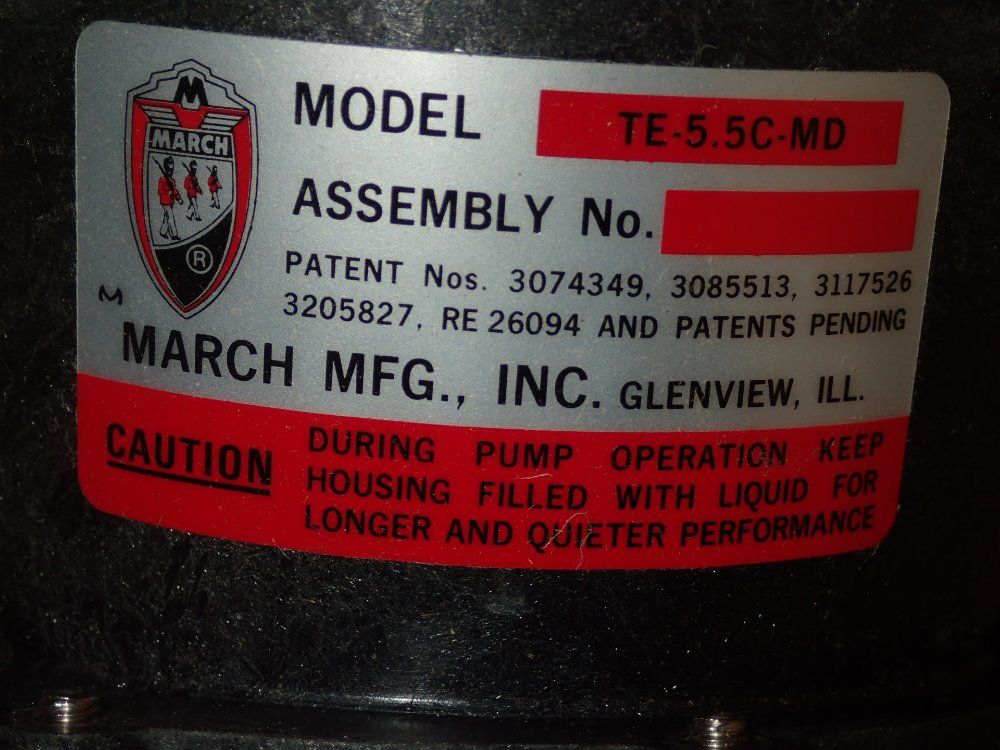 M
MARCH
®
MODEL TE-5.5C-MD
ASSEMBLY No.
PATENT Nos. 3074349, 3085513, 3117526
3205827, RE 26094 AND PATENTS PENDING
M
MARCH MFG., INC. GLENVIEW, ILL.
CAUTION DURING PUMP OPERATION KEEP
HOUSING FILLED WITH LIQUID FOR
LONGER AND QUIETER PERFORMANCE